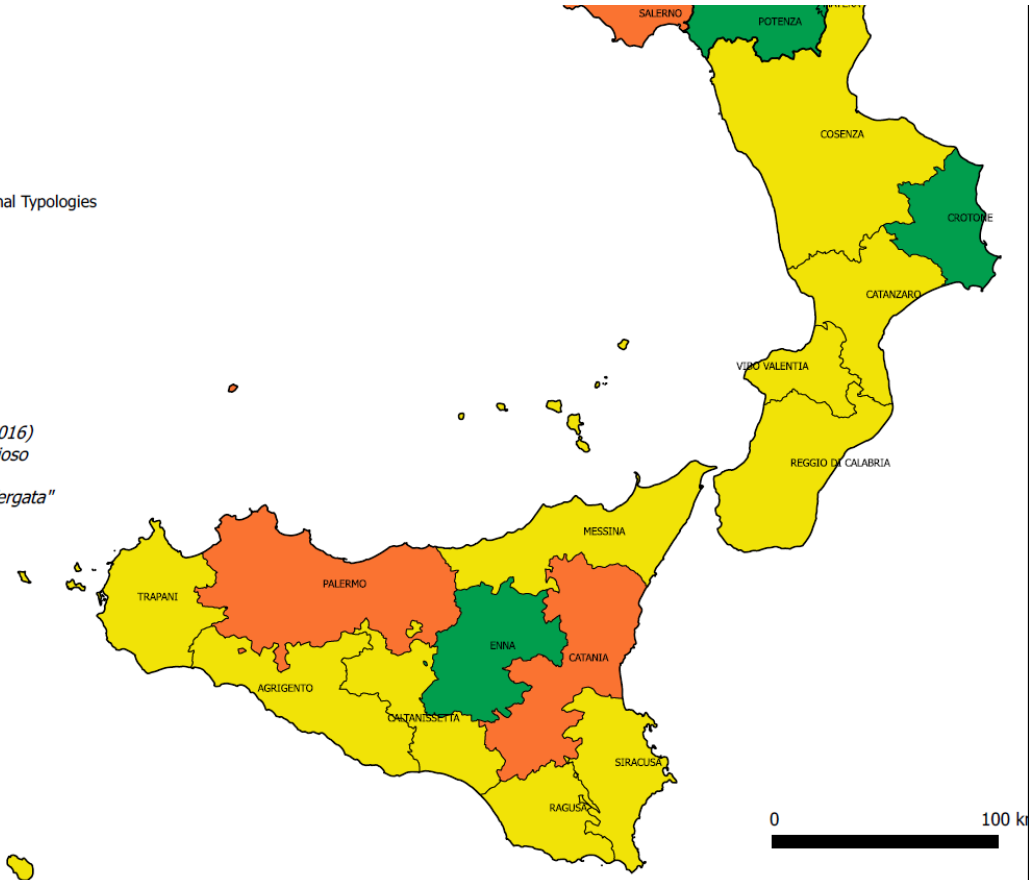 SALERNO
POTENZA
COSENZA
nal Typologies
CROTONE
CATANZARO
VIBO VALENTIA
016)
ioso
REGGIO DI CALABRIA
ergata"
MESSINA
PALERMO
TRAPANI
ENNA
CATANIA
AGRIGENTO
CALTANISSETTA
SIRACUSA
RAGUSA
0
100 k